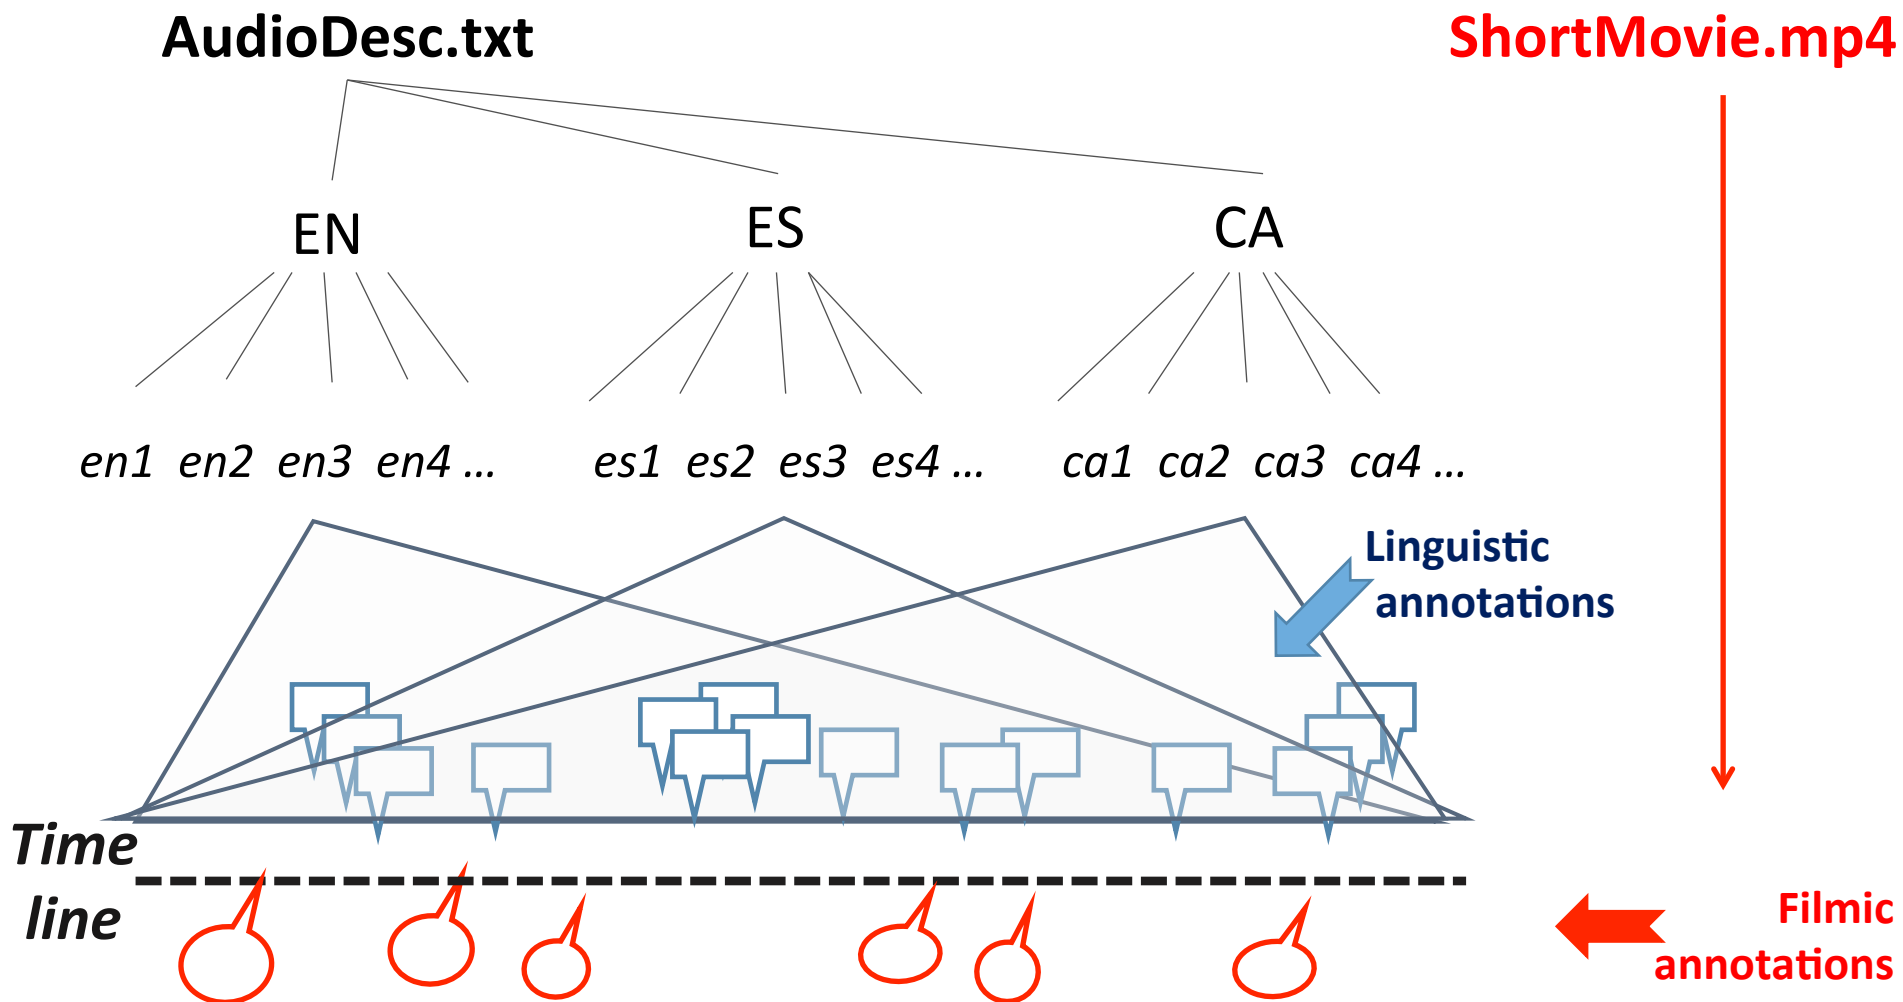 AudioDesc.txt
ShortMovie.mp4
EN
ES
CA
en1 en2 en3 en4 ...
es1 es2 es3 es4 ...
ca1 ca2 ca3 ca4 ...
Linguistic
annotations
Time
line
Filmic
annotations